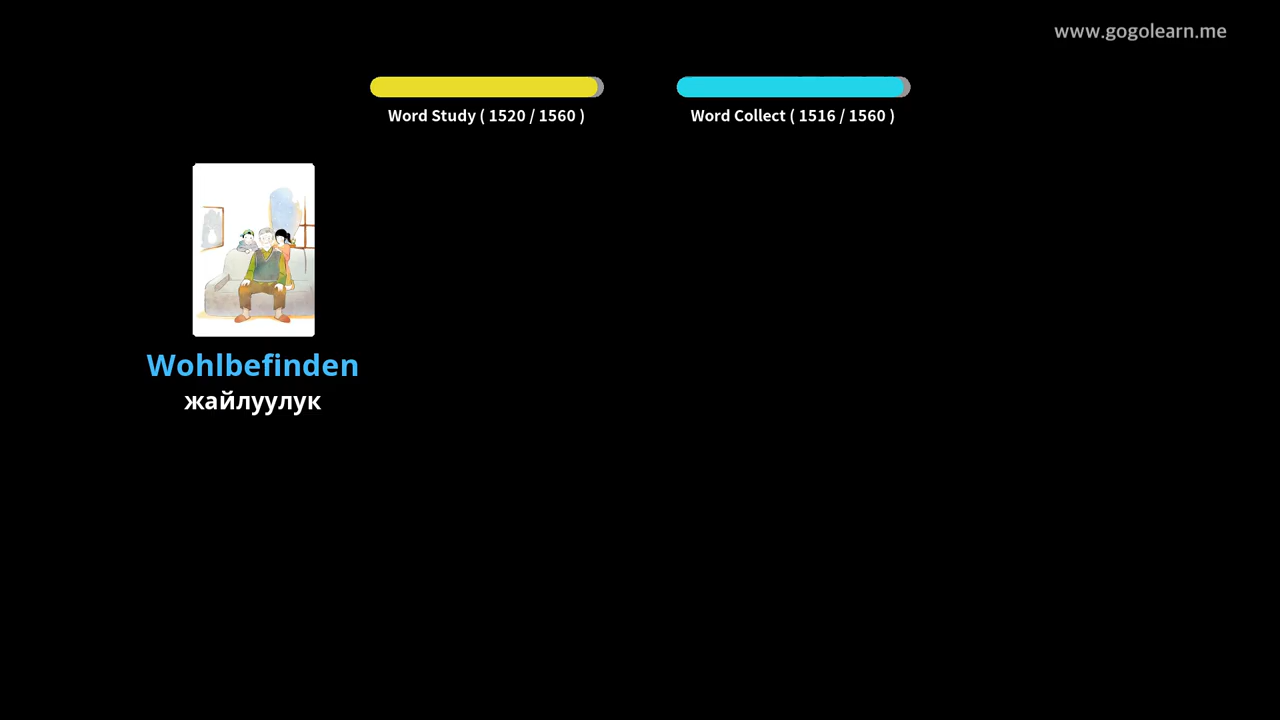 www.gogolearn.me
Word Study ( 1520 / 1560 )
Word Collect ( 1516 / 1560 )
Wohlbefinden
жайлуулук